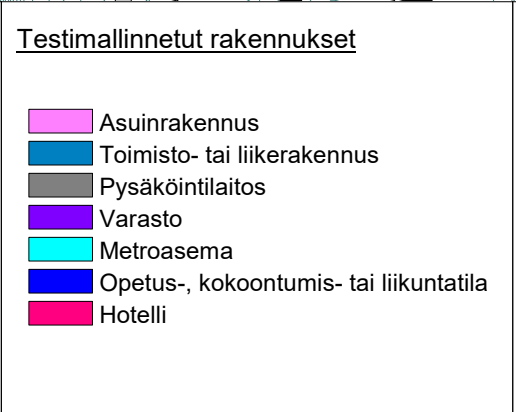 Testimallinnetut rakennukset
Asuinrakennus
Toimisto- tai liikerakennus
Pysäköintilaitos
Varasto
Metroasema
Opetus-, kokoontumis- tai liikuntatila
Hotelli